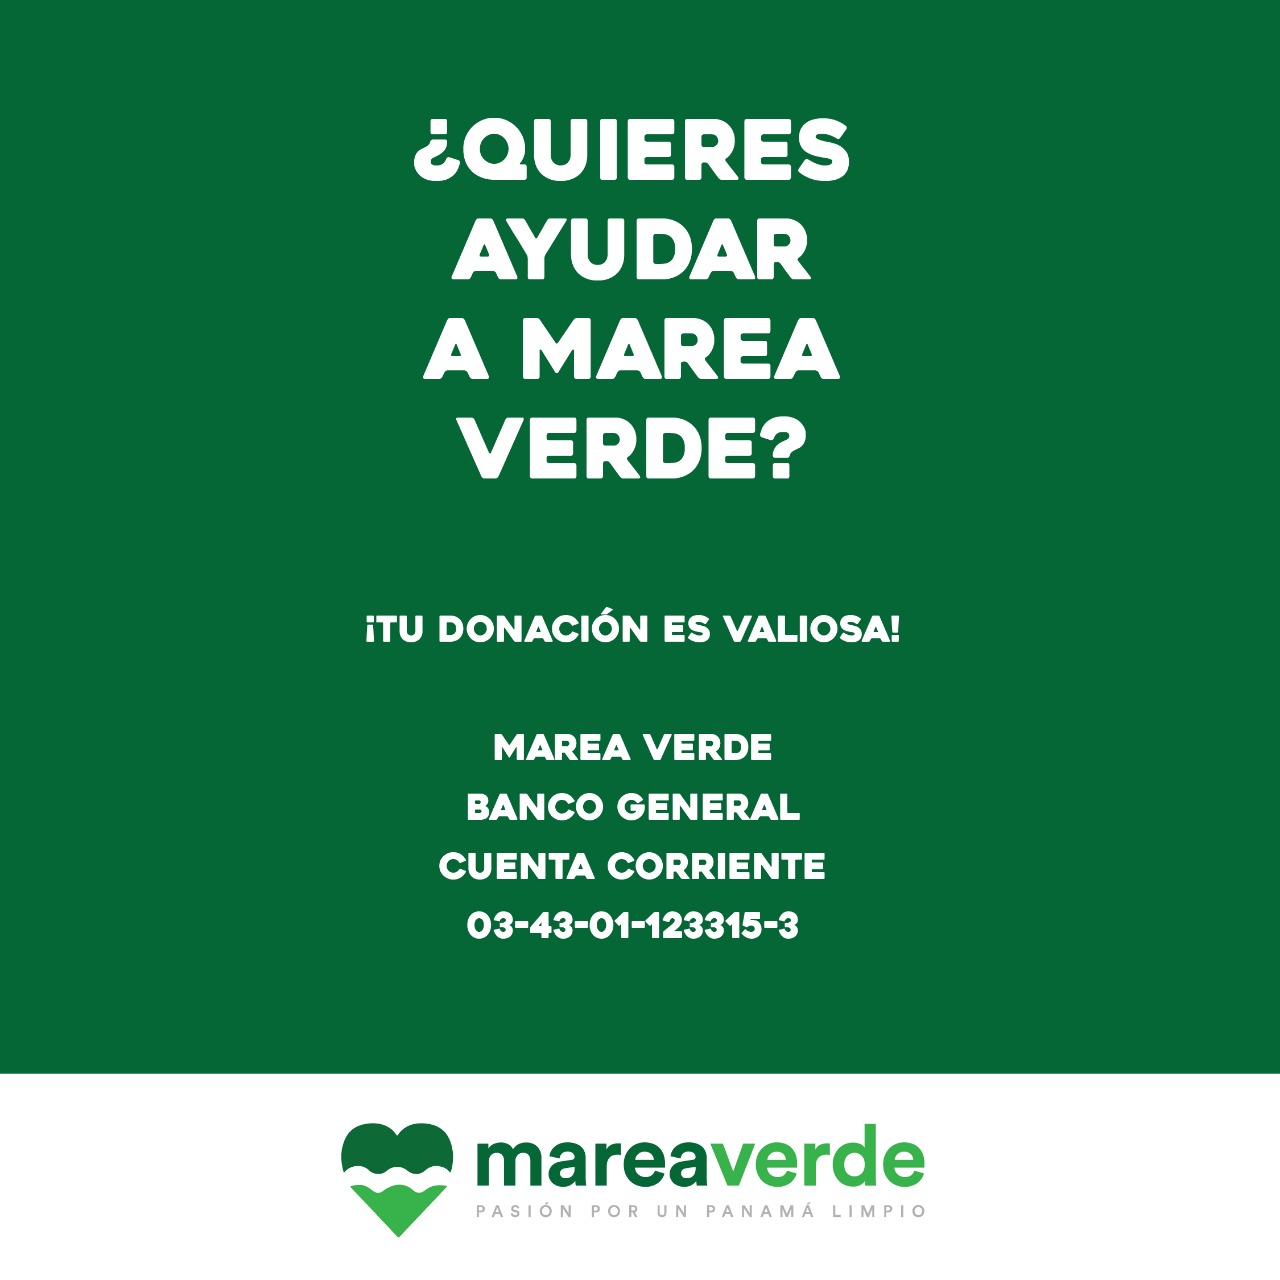 ¿QUIERES
AYUDAR
A MAREA
VERDE?
¡TU DONACIÓN ES VALIOSA!
MAREA VERDE
BANCO GENERAL
CUENTA CORRIENTE
03-43-01-123315-3
mareaverde
PASIÓN POR UN PANAMÁ LIMPIO